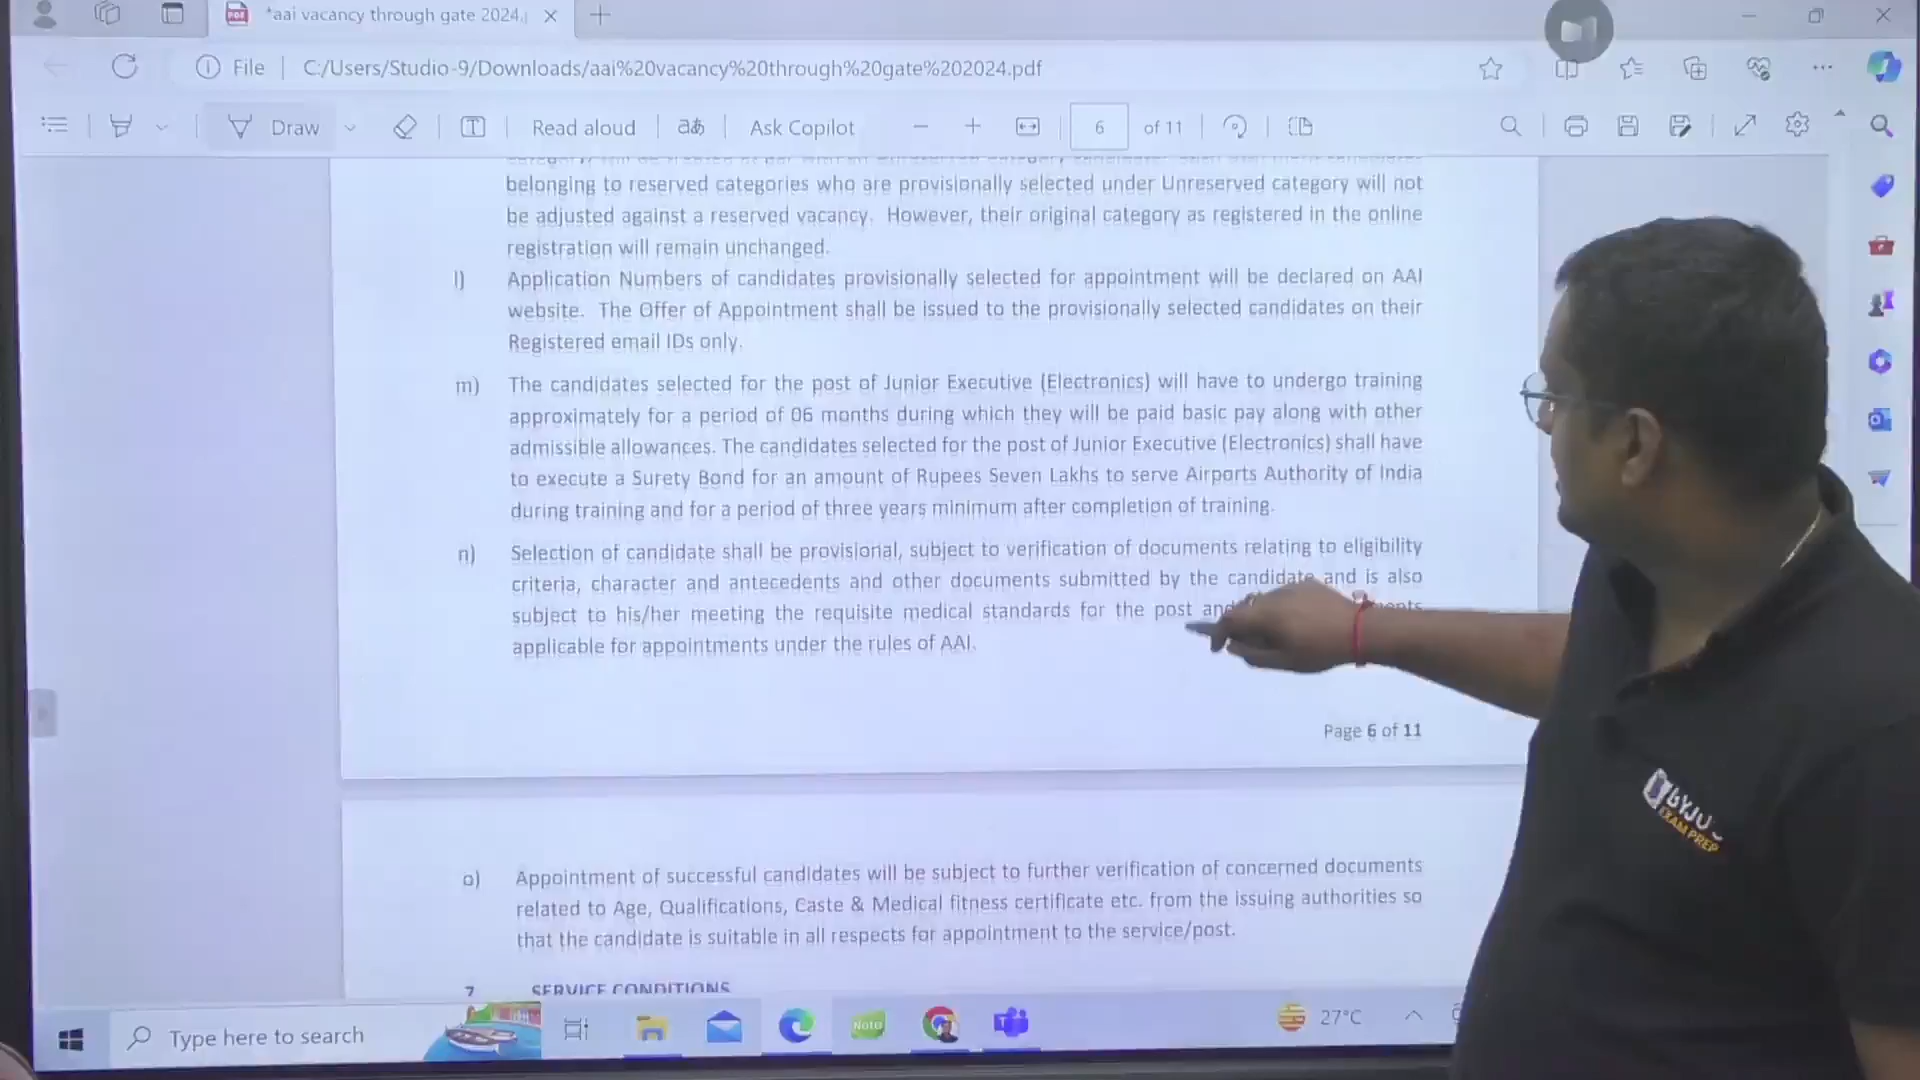 *aai vacancy through gate 2024.
File
C:/Users/Studio-9/Downloads/aai%20vacancy%20through%20gate%202024.pdf
Draw
Read aloud
Ask Copilot
6 of 11
belonging to reserved categories who are provisionally selected under Unreserved category will not
be adjusted against a reserved vacancy. However, their original category as registered in the online
registration will remain unchanged.
l) Application Numbers of candidates provisionally selected for appointment will be declared on AAI
website. The Offer of Appointment shall be issued to the provisionally selected candidates on their
Registered email IDs only.
m) The candidates selected for the post of Junior Executive (Electronics) will have to undergo training
approximately for a period of 06 months during which they will be paid basic pay along with other
admissible allowances. The candidates selected for the post of Junior Executive (Electronics) shall have
to execute a Surety Bond for an amount of Rupees Seven Lakhs to serve Airports Authority of India
during training and for a period of three years minimum after completion of training.
n) Selection of candidate shall be provisional, subject to verification of documents relating to eligibility
criteria, character and antecedents and other documents submitted by the candidate and is also
subject to his/her meeting the requisite medical standards for the post and
applicable for appointments under the rules of AAI.
Page 6 of 11
o) Appointment of successful candidates will be subject to further verification of concerned documents
related to Age, Qualifications, Caste & Medical fitness certificate etc. from the issuing authorities so
that the candidate is suitable in all respects for appointment to the service/post.
7 SERVICE CONDITIONS
Type here to search
Note
27°C
BYJU
EXAM PREP